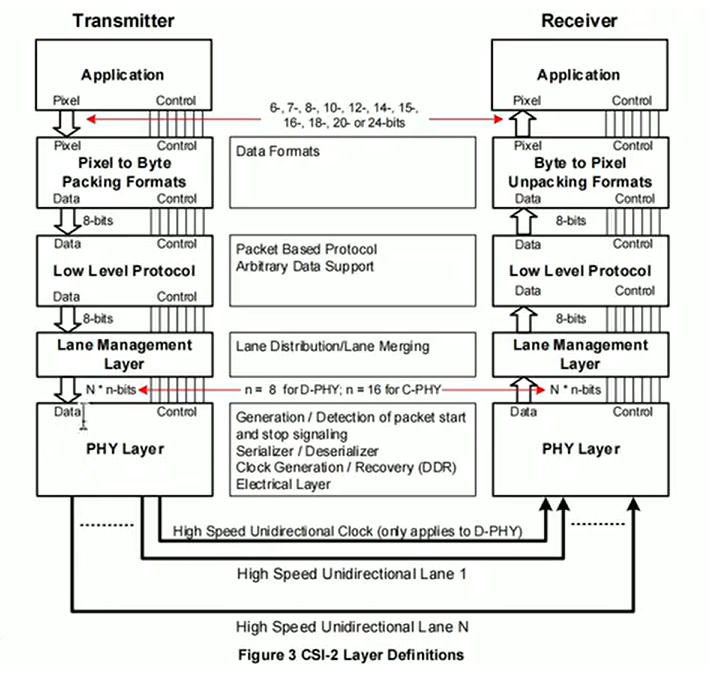 Transmitter
Receiver
Application
Pixel
Control
6-, 7-, 8-, 10-, 12-, 14-, 15-,
16-, 18-, 20- or 24-bits
Application
Pixel
Control
Pixel
Control
Pixel to Byte
Packing Formats
Data
Control
Data Formats
Pixel
Control
Byte to Pixel
Unpacking Formats
Data
Control
8-bits
8-bits
Data
Control
Low Level Protocol
Data
Control
Packet Based Protocol
Arbitrary Data Support
Data
Control
Low Level Protocol
Data
Control
8-bits
8-bits
Lane Management
Layer
Lane Distribution/Lane Merging
Lane Management
Layer
N * n-bits
n = 8 for D-PHY; n = 16 for C-PHY
N * n-bits
Data
Control
PHY Layer
Generation / Detection of packet start
and stop signaling
Serializer / Deserializer
Clock Generation / Recovery (DDR)
Electrical Layer
Data
Control
PHY Layer
High Speed Unidirectional Clock (only applies to D-PHY)
High Speed Unidirectional Lane 1
High Speed Unidirectional Lane N
Figure 3 CSI-2 Layer Definitions